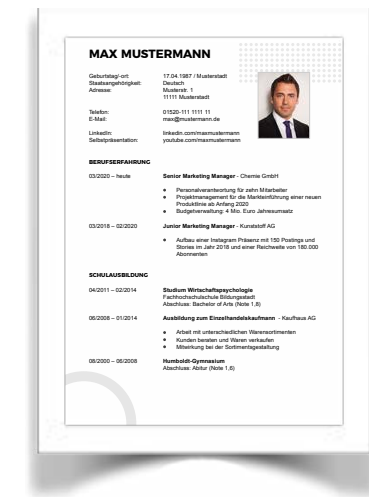 MAX MUSTERMANN
Geburtstag/-ort: 17.04.1987 / Musterstadt
Staatsangehörigkeit: Deutsch
Adresse: Musterstr. 1
11111 Musterstadt
Telefon: 01520-111 1111 11
E-Mail: max@mustermann.de
LinkedIn: linkedin.com/maxmustermann
Selbstpräsentation: youtube.com/maxmustermann
BERUFSERFAHRUNG
03/2020 – heute Senior Marketing Manager - Chemie GmbH
• Personalverantwortung für zehn Mitarbeiter
• Projektmanagement für die Markteinführung einer neuen
Produktlinie ab Anfang 2020
• Budgetverwaltung: 4 Mio. Euro Jahresumsatz
03/2018 – 02/2020 Junior Marketing Manager - Kunststoff AG
• Aufbau einer Instagram Präsenz mit 150 Postings und
Stories im Jahr 2018 und einer Reichweite von 180.000
Abonnenten
SCHULAUSBILDUNG
04/2011 – 02/2014 Studium Wirtschaftspsychologie
Fachhochschulschule Bildungsstadt
Abschluss: Bachelor of Arts (Note 1,8)
06/2008 – 01/2014 Ausbildung zum Einzelhandelskaufmann - Kaufhaus AG
• Arbeit mit unterschiedlichen Warensortimenten
• Kunden beraten und Waren verkaufen
• Mitwirkung bei der Sortimentsgestaltung
08/2000 – 06/2008 Humboldt-Gymnasium
Abschluss: Abitur (Note 1,6)